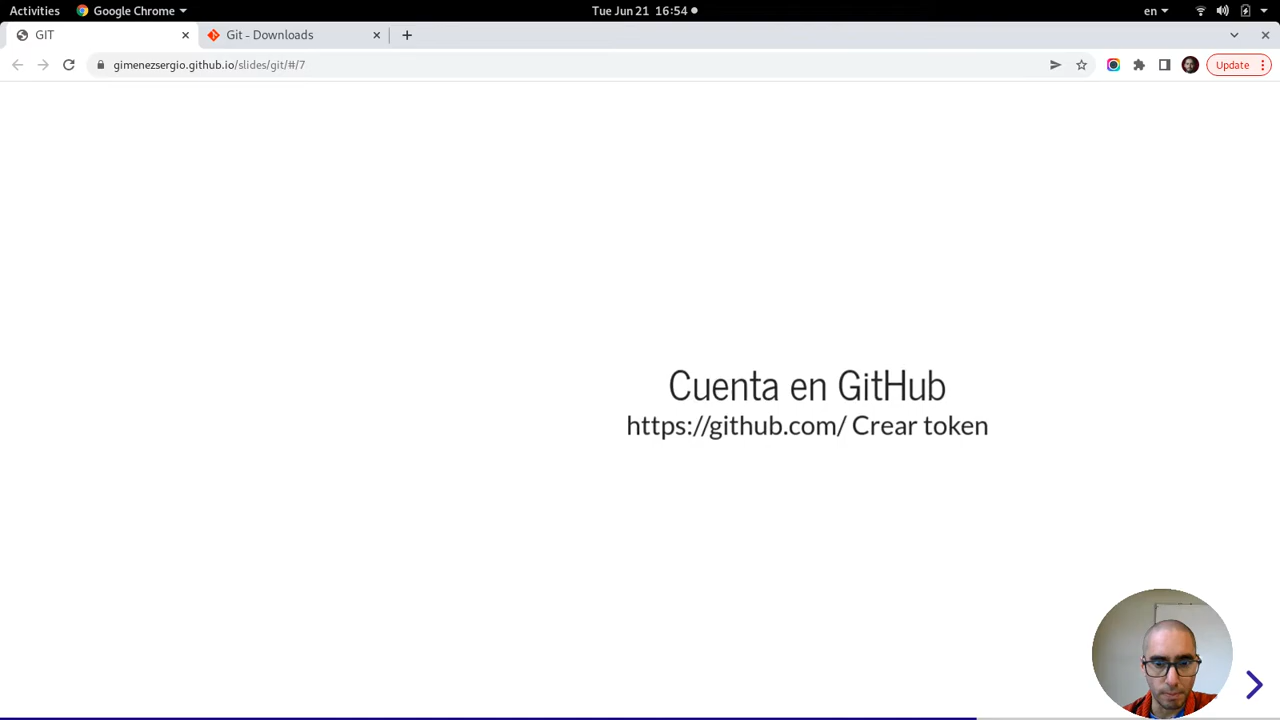 Activities Google Chrome Tue Jun 21 16:54 en
GIT Git - Downloads
gimenezsergio.github.io/slides/git/#/7 Update
Cuenta en GitHub
https://github.com/ Crear token